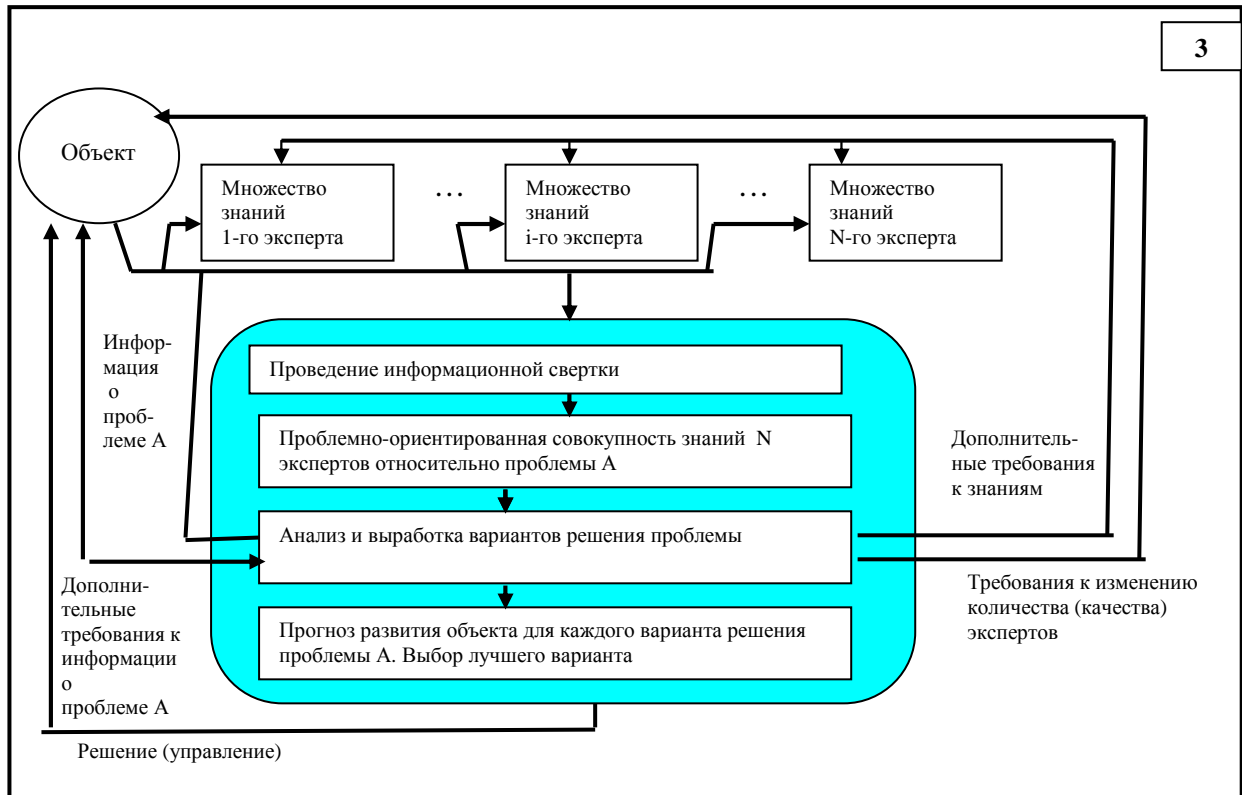 3
Объект
Множество
знаний
1-го эксперта
…
Множество
знаний
i-го эксперта
…
Множество
знаний
N-го эксперта
Инфор-
мация
о
проб-
леме А
Проведение информационной свертки
Проблемно-ориентированная совокупность знаний N
экспертов относительно проблемы А
Анализ и выработка вариантов решения проблемы
Прогноз развития объекта для каждого варианта решения
проблемы А. Выбор лучшего варианта
Дополнитель-
ные требования
к знаниям
Требования к изменению
количества (качества)
экспертов
Дополни-
тельные
требования к
информации
о
проблеме А
Решение (управление)